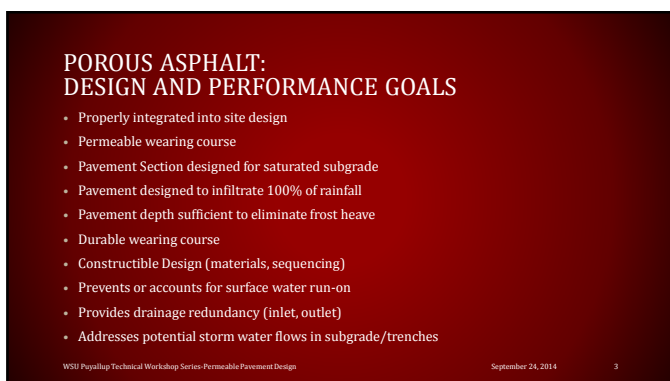 POROUS ASPHALT:
DESIGN AND PERFORMANCE GOALS
• Properly integrated into site design
• Permeable wearing course
• Pavement Section designed for saturated subgrade
• Pavement designed to infiltrate 100% of rainfall
• Pavement depth sufficient to eliminate frost heave
• Durable wearing course
• Constructible Design (materials, sequencing)
• Prevents or accounts for surface water run-on
• Provides drainage redundancy (inlet, outlet)
• Addresses potential storm water flows in subgrade/trenches
WSU Puyallup Technical Workshop Series-Permeable Pavement Design September 24, 2014 3